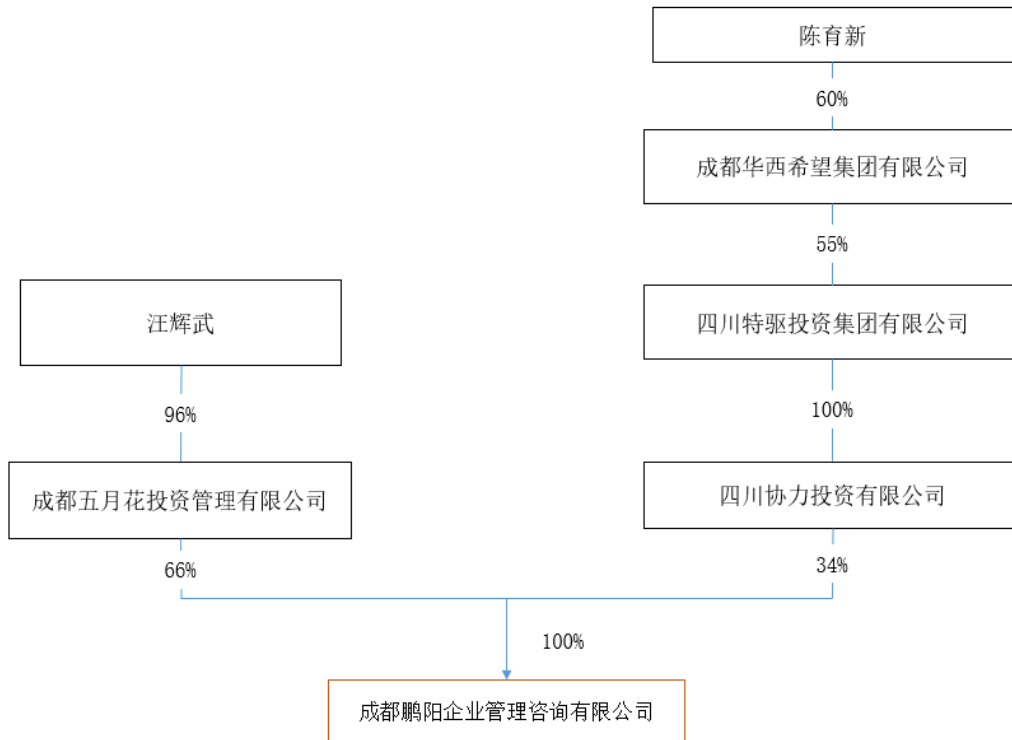 陈育新
60%
成都华西希望集团有限公司
55%
汪辉武
四川特驱投资集团有限公司
96%
100%
成都五月花投资管理有限公司
四川协力投资有限公司
66%
34%
100%
成都鹏阳企业管理咨询有限公司